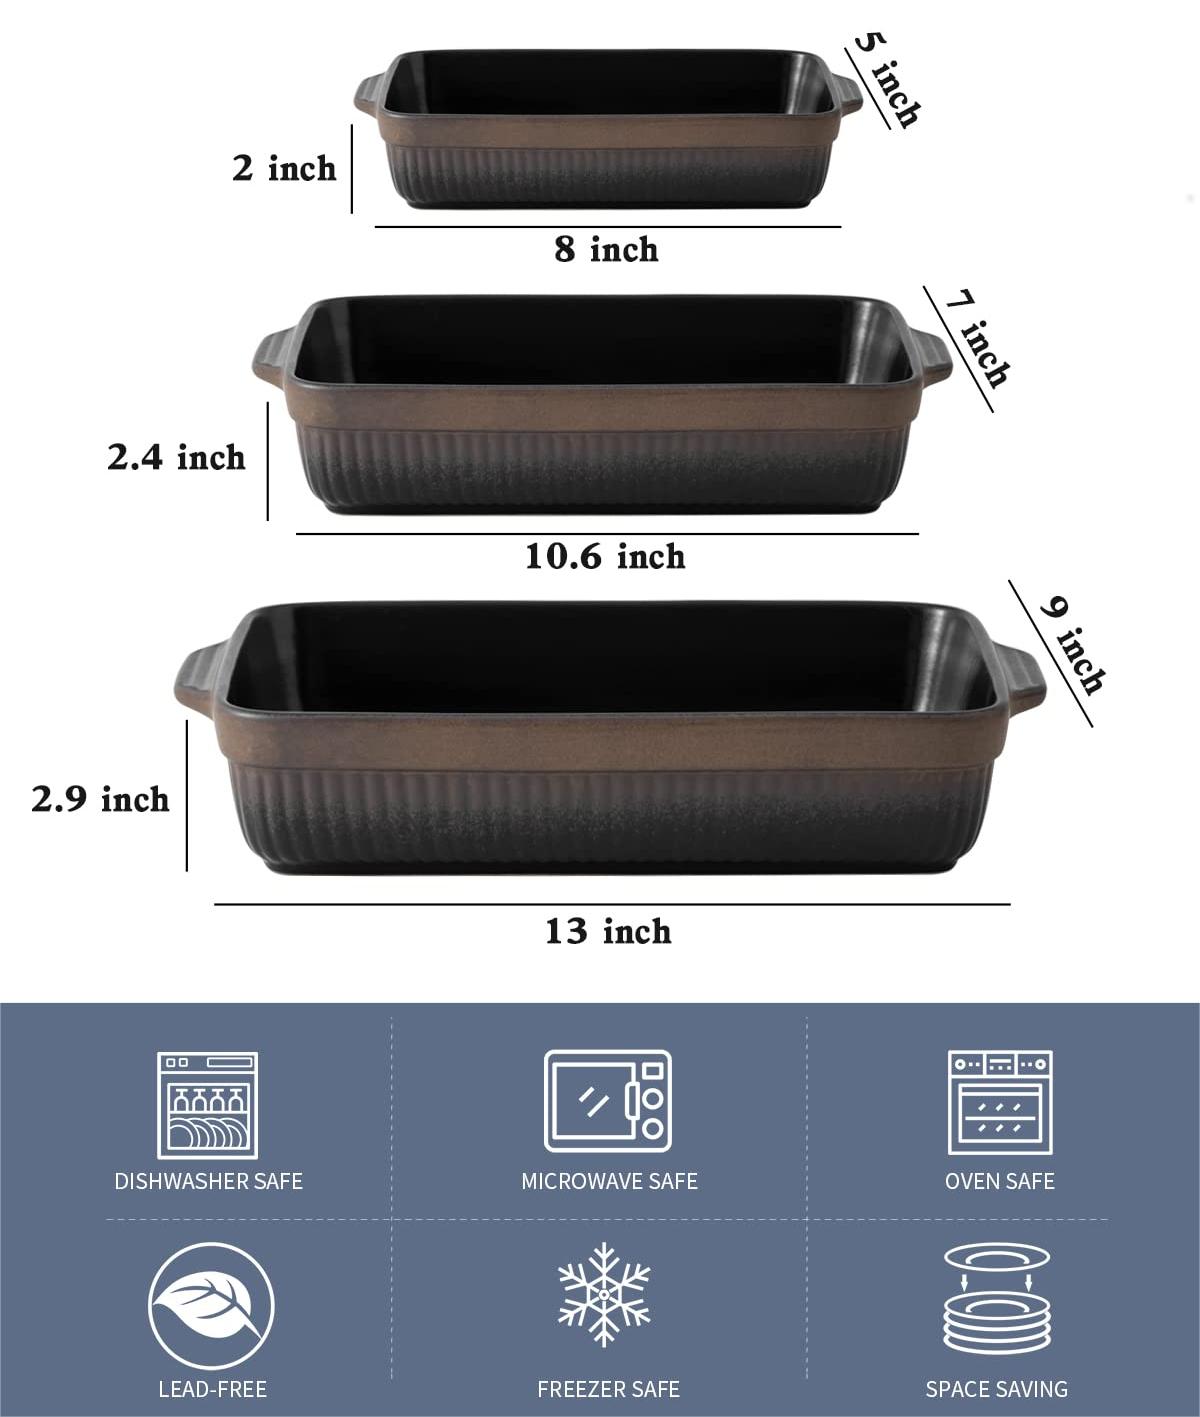 5 inch
2 inch
8 inch
7 inch
2.4 inch
10.6 inch
9 inch
2.9 inch
13 inch
DISHWASHER SAFE
MICROWAVE SAFE
OVEN SAFE
LEAD-FREE
FREEZER SAFE
SPACE SAVING